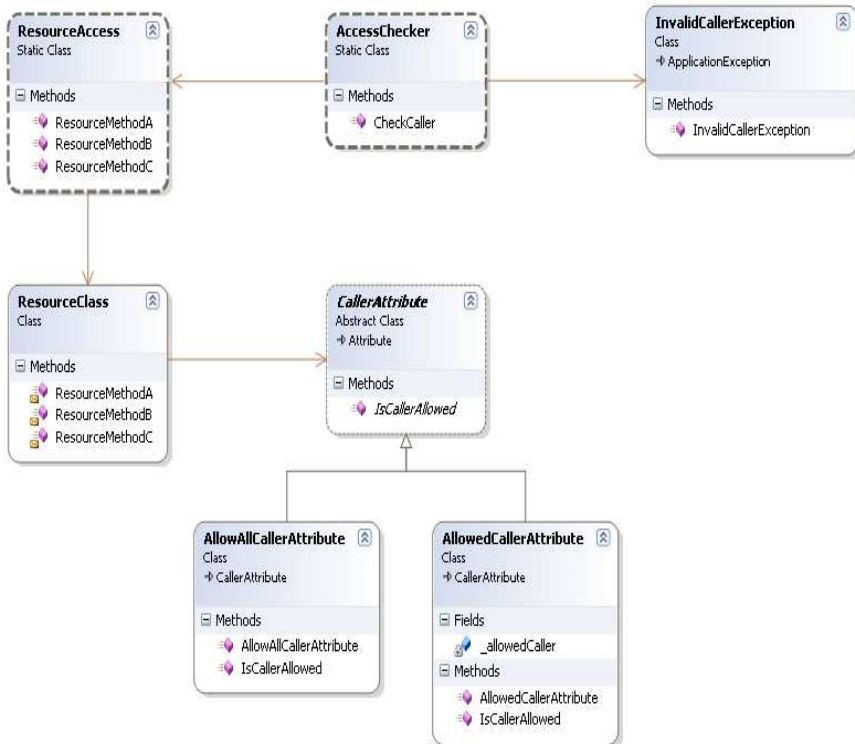 ResourceAccess
Static Class
Methods
ResourceMethodA
ResourceMethodB
ResourceMethodC
AccessChecker
Static Class
Methods
CheckCaller
InvalidCallerException
Class
ApplicationException
Methods
InvalidCallerException
ResourceClass
Class
Methods
ResourceMethodA
ResourceMethodB
ResourceMethodC
CallerAttribute
Abstract Class
Attribute
Methods
IsCallerAllowed
AllowAllCallerAttribute
Class
CallerAttribute
Methods
AllowAllCallerAttribute
IsCallerAllowed
AllowedCallerAttribute
Class
CallerAttribute
Fields
_allowedCaller
Methods
AllowedCallerAttribute
IsCallerAllowed